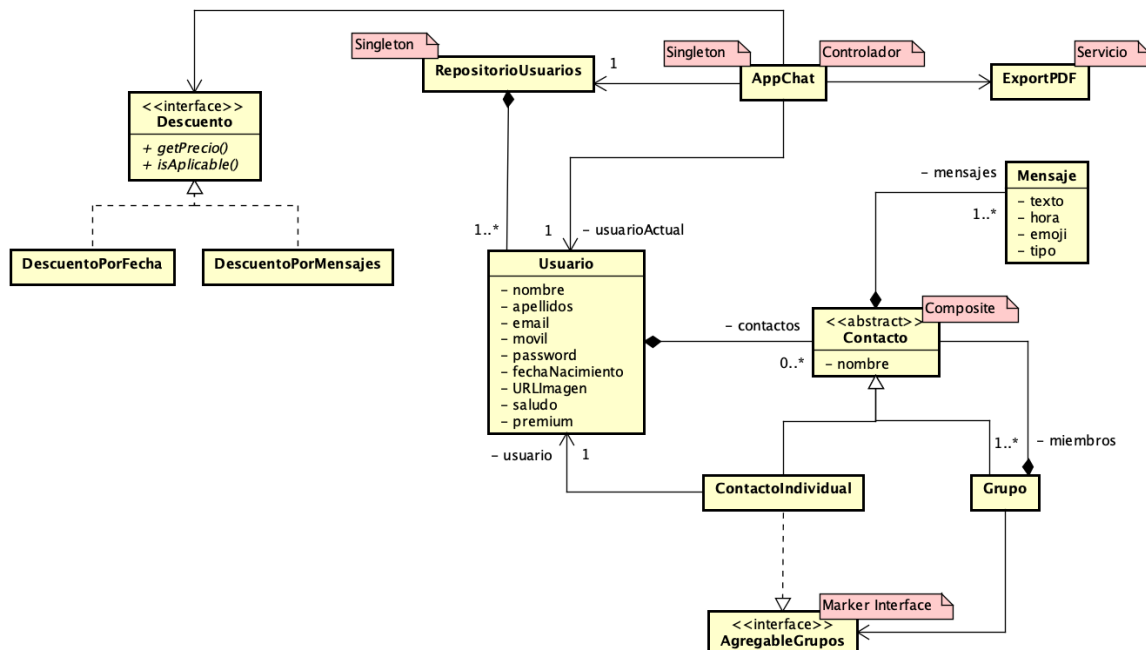 Singleton
RepositorioUsuarios
1
Singleton
Controlador
AppChat
Servicio
ExportPDF
<<interface>>
Descuento
+ getPrecio()
+ isAplicable()
DescuentoPorFecha
DescuentoPorMensajes
1..*
1
– usuarioActual
– mensajes
1..*
Mensaje
– texto
– hora
– emoji
– tipo
Usuario
– nombre
– apellidos
– email
– movil
– password
– fechaNacimiento
– URLImagen
– saludo
– premium
– contactos
0..*
Composite
<<abstract>>
Contacto
– nombre
– usuario
1
1..*
– miembros
ContactoIndividual
Grupo
Marker Interface
<<interface>>
AgregableGrupos